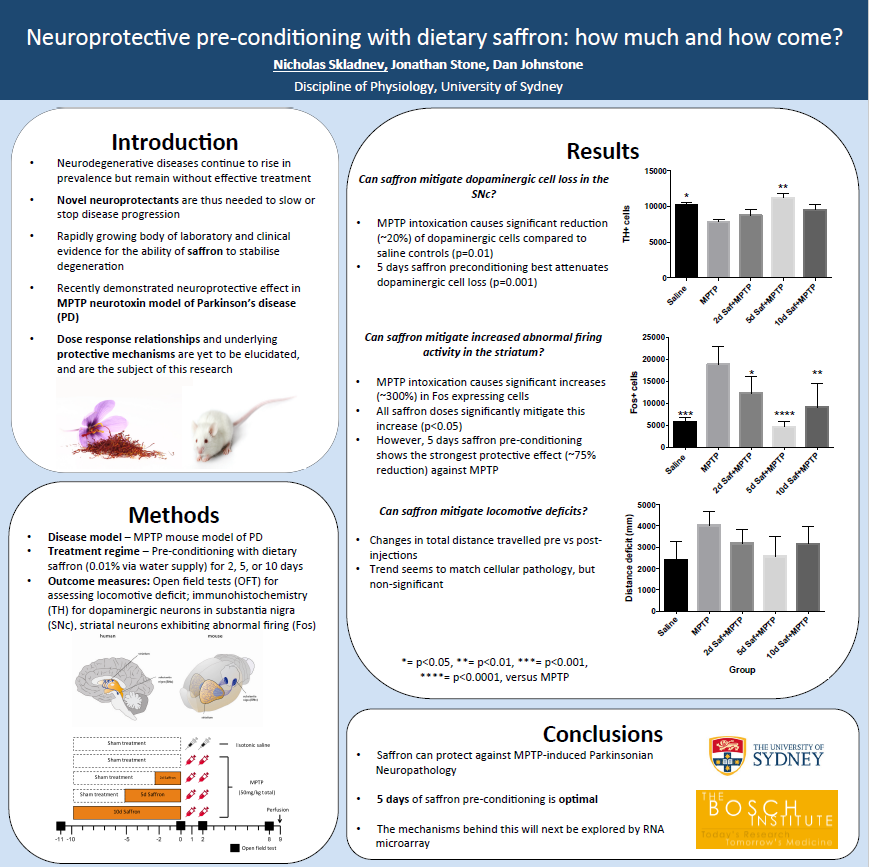 Neuroprotective pre-conditioning with dietary saffron: how much and how come?
Nicholas Skladnev, Jonathan Stone, Dan Johnstone
Discipline of Physiology, University of Sydney
Introduction
• Neurodegenerative diseases continue to rise in
prevalence but remain without effective treatment
• Novel neuroprotectants are thus needed to slow or
stop disease progression
• Rapidly growing body of laboratory and clinical
evidence for the ability of saffron to stabilise
degeneration
• Recently demonstrated neuroprotective effect in
MPTP neurotoxin model of Parkinson's disease
(PD)
• Dose response relationships and underlying
protective mechanisms are yet to be elucidated,
and are the subject of this research
Methods
• Disease model – MPTP mouse model of PD
• Treatment regime – Pre-conditioning with dietary
saffron (0.01% via water supply) for 2, 5, or 10 days
• Outcome measures: Open field tests (OFT) for
assessing locomotive deficit; immunohistochemistry
(TH) for dopaminergic neurons in substantia nigra
(SNc), striatal neurons exhibiting abnormal firing (Fos)
human
mouse
Sham treatment
Isotonic saline
Sham treatment
Sham treatment
2d Saffron
Sham treatment
5d Saffron
10d Saffron
MPTP
(50mg/kg total)
Perfusion
-11 -10 -5 0 2 8 9
Open field test
Results
Can saffron mitigate dopaminergic cell loss in the
SNc?
• MPTP intoxication causes significant reduction
(~20%) of dopaminergic cells compared to
saline controls (p=0.01)
• 5 days saffron preconditioning best attenuates
dopaminergic cell loss (p=0.001)
TH+ cells
15000
10000
5000
0
*
**
Saline
MPTP
2d Saf+MPTP
5d Saf+MPTP
10d Saf+MPTP
Can saffron mitigate increased abnormal firing
activity in the striatum?
• MPTP intoxication causes significant increases
(~300%) in Fos expressing cells
• All saffron doses significantly mitigate this
increase (p<0.05)
• However, 5 days saffron pre-conditioning
shows the strongest protective effect (~75%
reduction) against MPTP
Fos+ cells
25000
20000
15000
10000
5000
0
***
*
****
**
Saline
MPTP
2d Saf+MPTP
5d Saf+MPTP
10d Saf+MPTP
Can saffron mitigate locomotive deficits?
• Changes in total distance travelled pre vs post-
injections
• Trend seems to match cellular pathology, but
non-significant
Distance deficit (mm)
5000
4000
3000
2000
1000
0
Saline
MPTP
2d Saf+MPTP
5d Saf+MPTP
10d Saf+MPTP
Group
*= p<0.05, **= p<0.01, ***= p<0.001,
****= p<0.0001, versus MPTP
Conclusions
• Saffron can protect against MPTP-induced Parkinsonian
Neuropathology
• 5 days of saffron pre-conditioning is optimal
• The mechanisms behind this will next be explored by RNA
microarray
THE UNIVERSITY OF
SYDNEY
THE
BOSCH
INSTITUTE
Today's Research
Tomorrow's Medicine